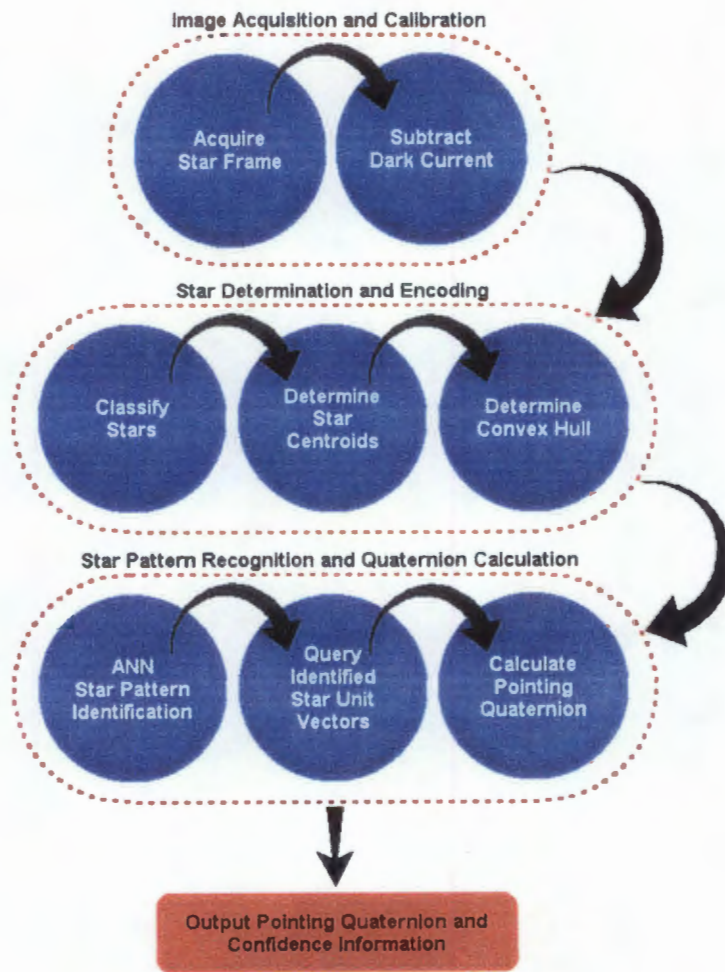 Image Acquisition and Calibration
Acquire
Star Frame
Subtract
Dark Current
Star Determination and Encoding
Classify
Stars
Determine
Star
Centroids
Determine
Convex Hull
Star Pattern Recognition and Quaternion Calculation
ANN
Star Pattern
Identification
Query
Identified
Star Unit
Vectors
Calculate
Pointing
Quaternion
Output Pointing Quaternion and
Confidence Information